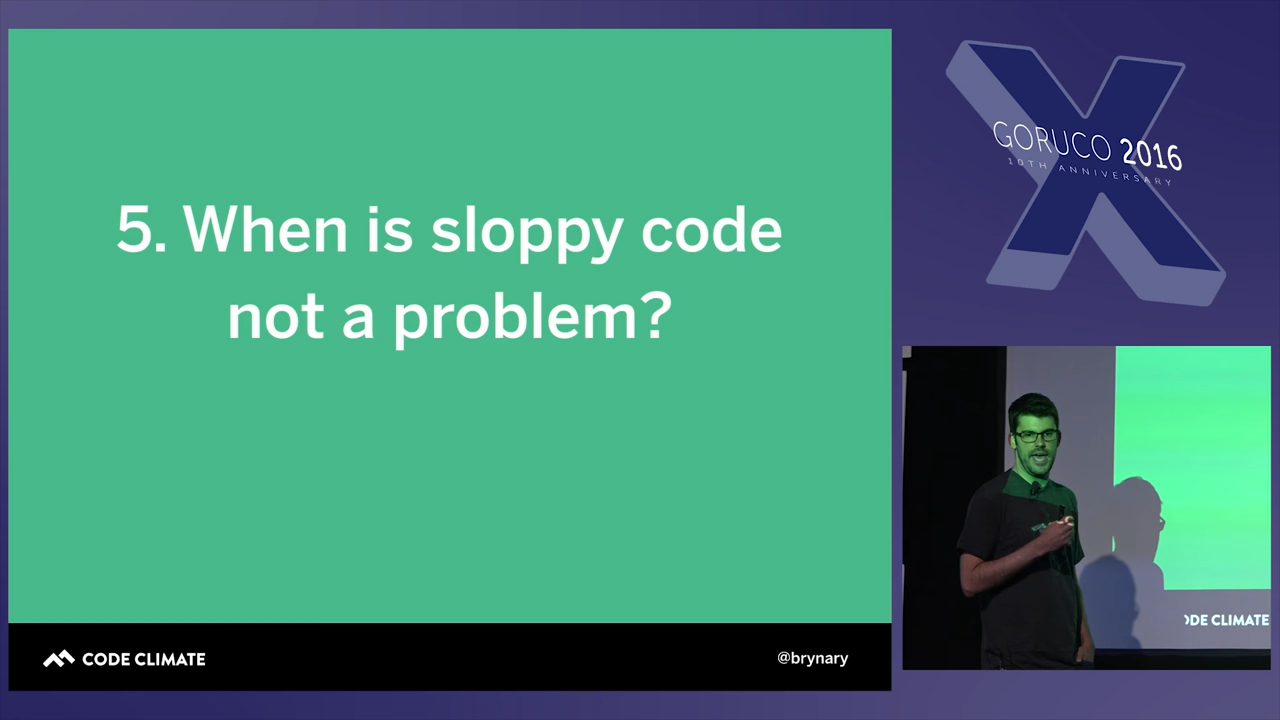 5. When is sloppy code
not a problem?
CODE CLIMATE
@brynary
GORUCO 2016
10TH ANNIVERSARY
ODE CLIMATE